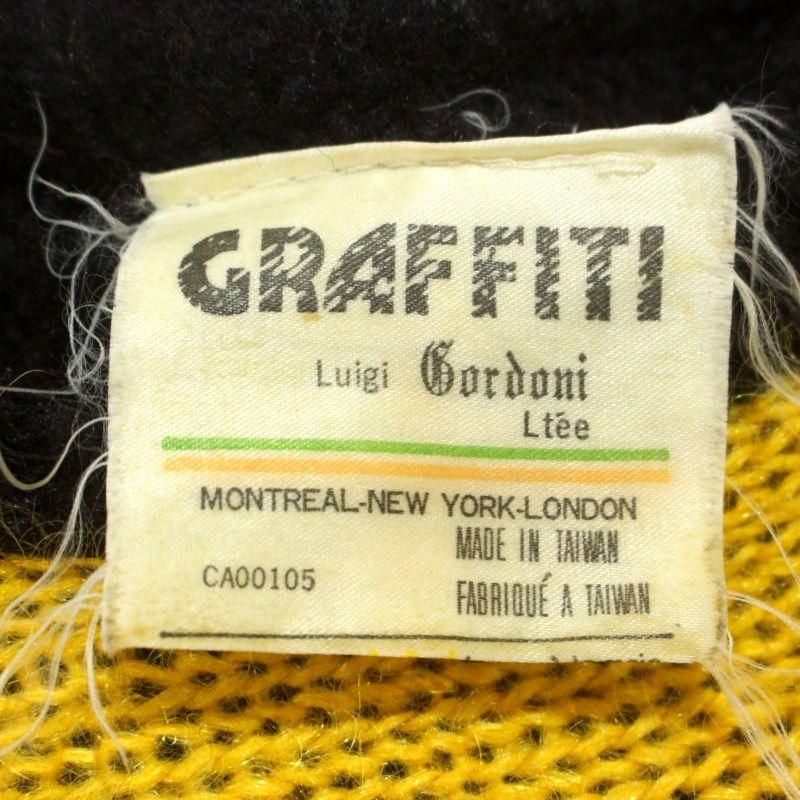 GRAFFITI
Luigi Gordoni
Ltée
MONTREAL-NEW YORK-LONDON
MADE IN TAIWAN
CA00105
FABRIQUÉ A TAIWAN